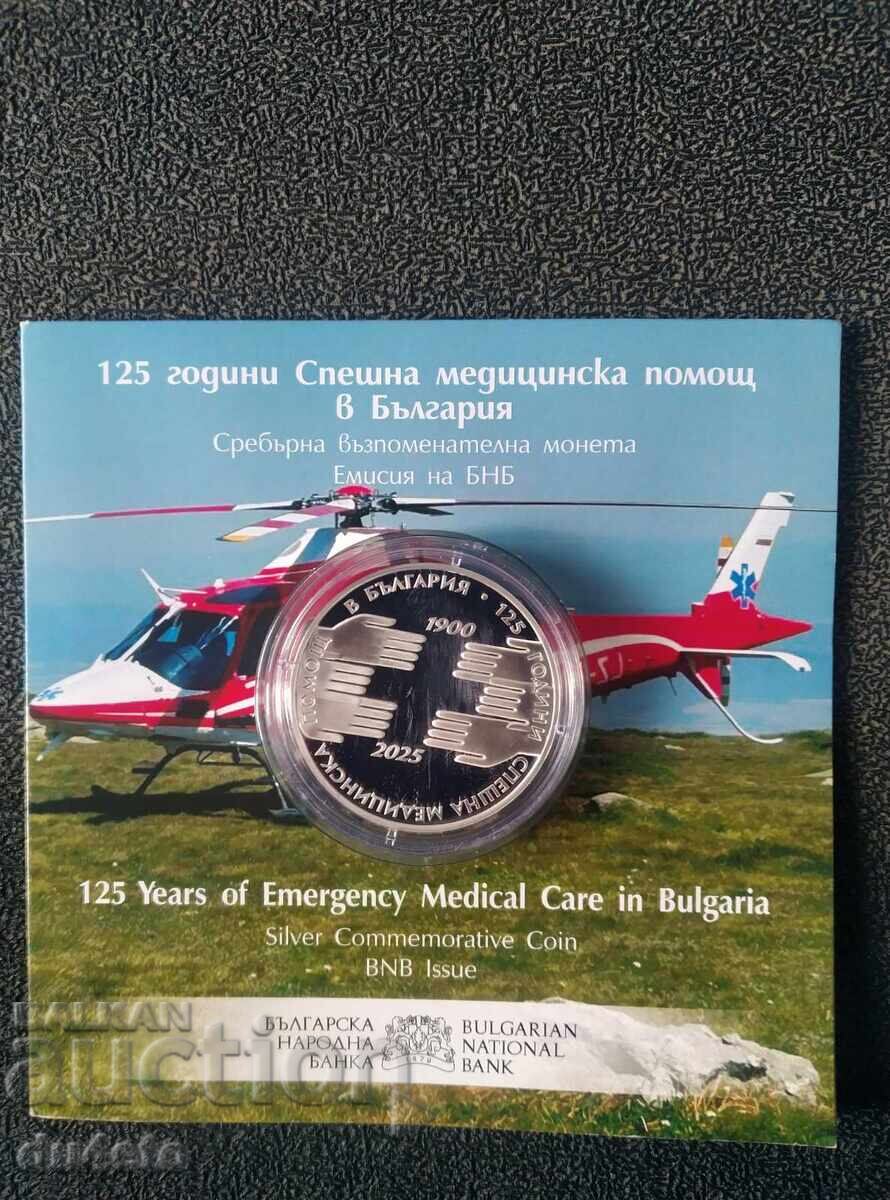 125 години Спешна медицинска помощ
в България
Сребърна възпоменателна монета
Емисия на БНБ
125 ГОДИНИ СПЕШНА МЕДИЦИНСКА ПОМОЩ В БЪЛГАРИЯ •
1900
2025
125 Years of Emergency Medical Care in Bulgaria
Silver Commemorative Coin
BNB Issue
БЪЛГАРСКА
НАРОДНА
БАНКА
1879
BULGARIAN
NATIONAL
BANK
BALKAN
auction
duceto